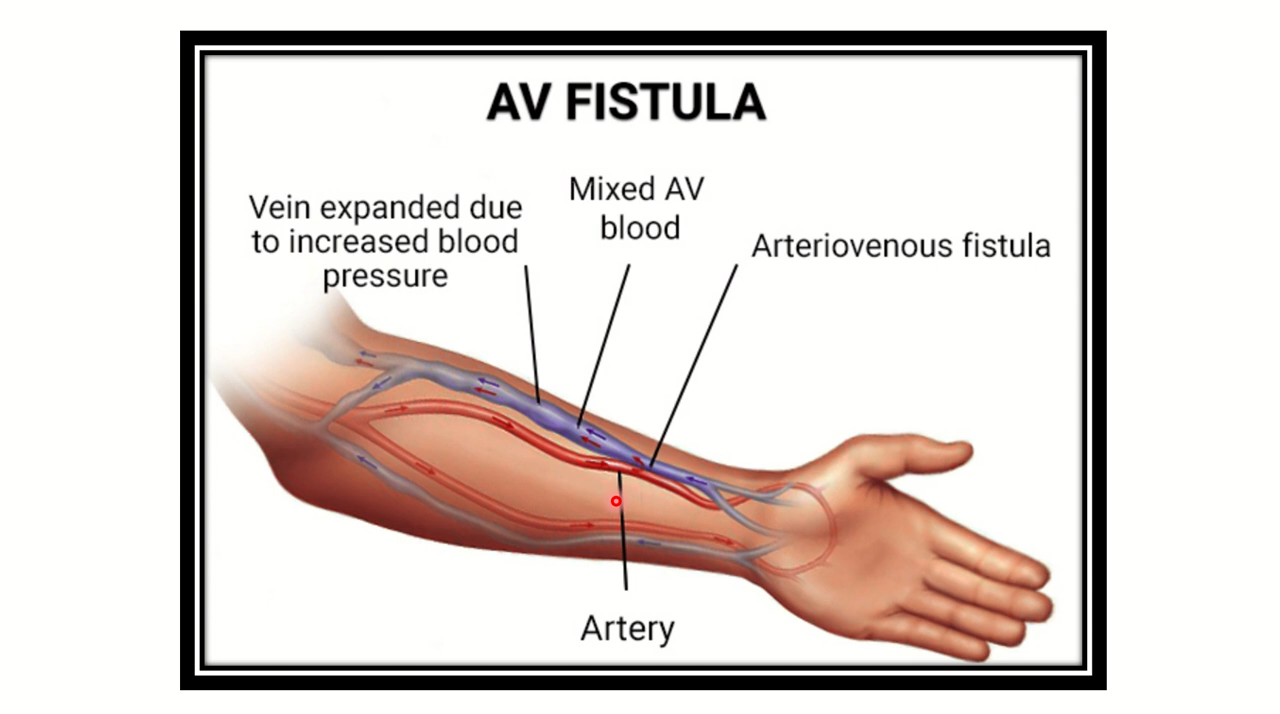 AV FISTULA
Vein expanded due
to increased blood
pressure
Mixed AV
blood
Arteriovenous fistula
Artery